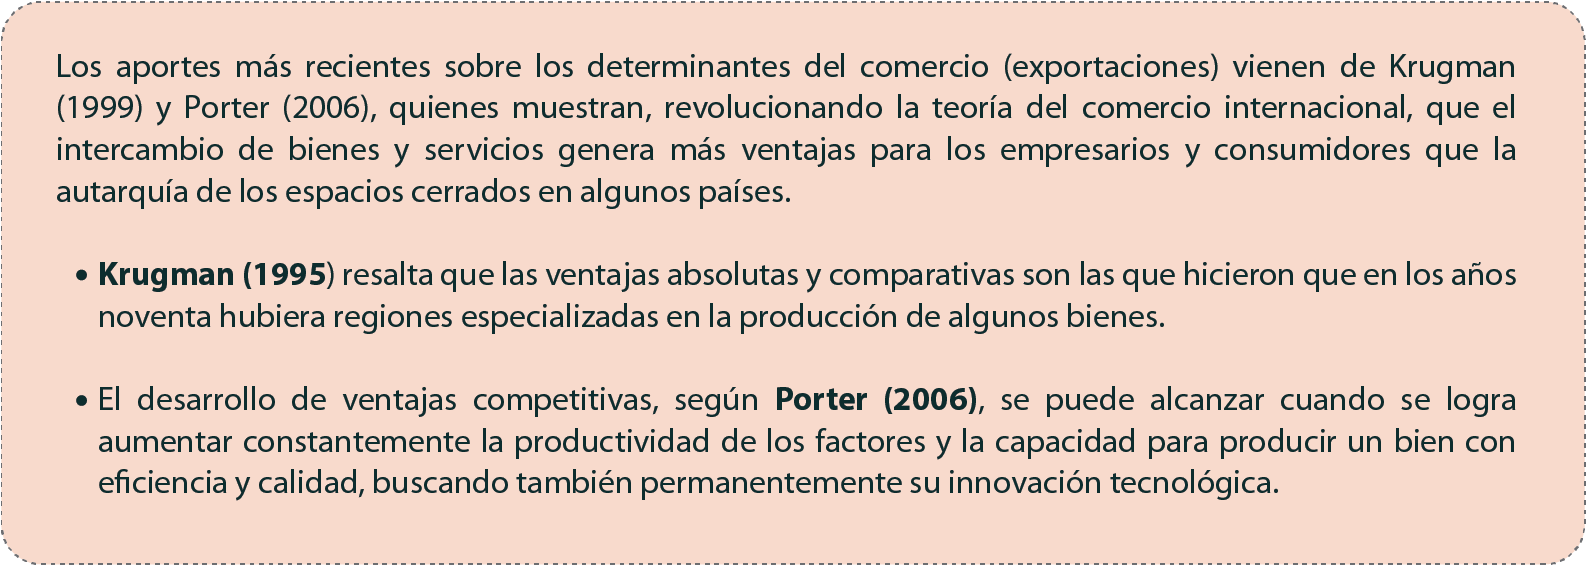 Los aportes más recientes sobre los determinantes del comercio (exportaciones) vienen de Krugman
(1999) y Porter (2006), quienes muestran, revolucionando la teoría del comercio internacional, que el
intercambio de bienes y servicios genera más ventajas para los empresarios y consumidores que la
autarquía de los espacios cerrados en algunos países.
• Krugman (1995) resalta que las ventajas absolutas y comparativas son las que hicieron que en los años
noventa hubiera regiones especializadas en la producción de algunos bienes.
• El desarrollo de ventajas competitivas, según Porter (2006), se puede alcanzar cuando se logra
aumentar constantemente la productividad de los factores y la capacidad para producir un bien con
eficiencia y calidad, buscando también permanentemente su innovación tecnológica.